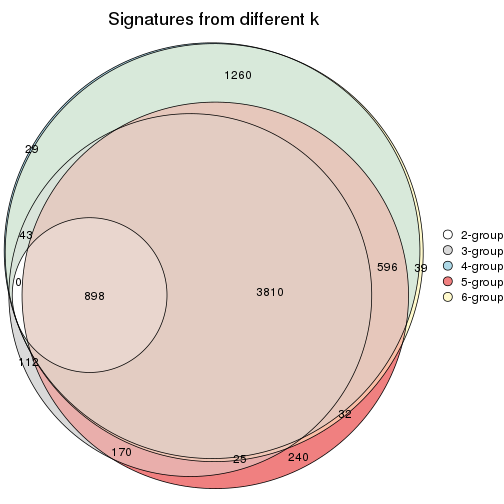 Signatures from different k
1260
29
43
0
898
3810
596
39
112
32
170
25
240
2-group
3-group
4-group
5-group
6-group